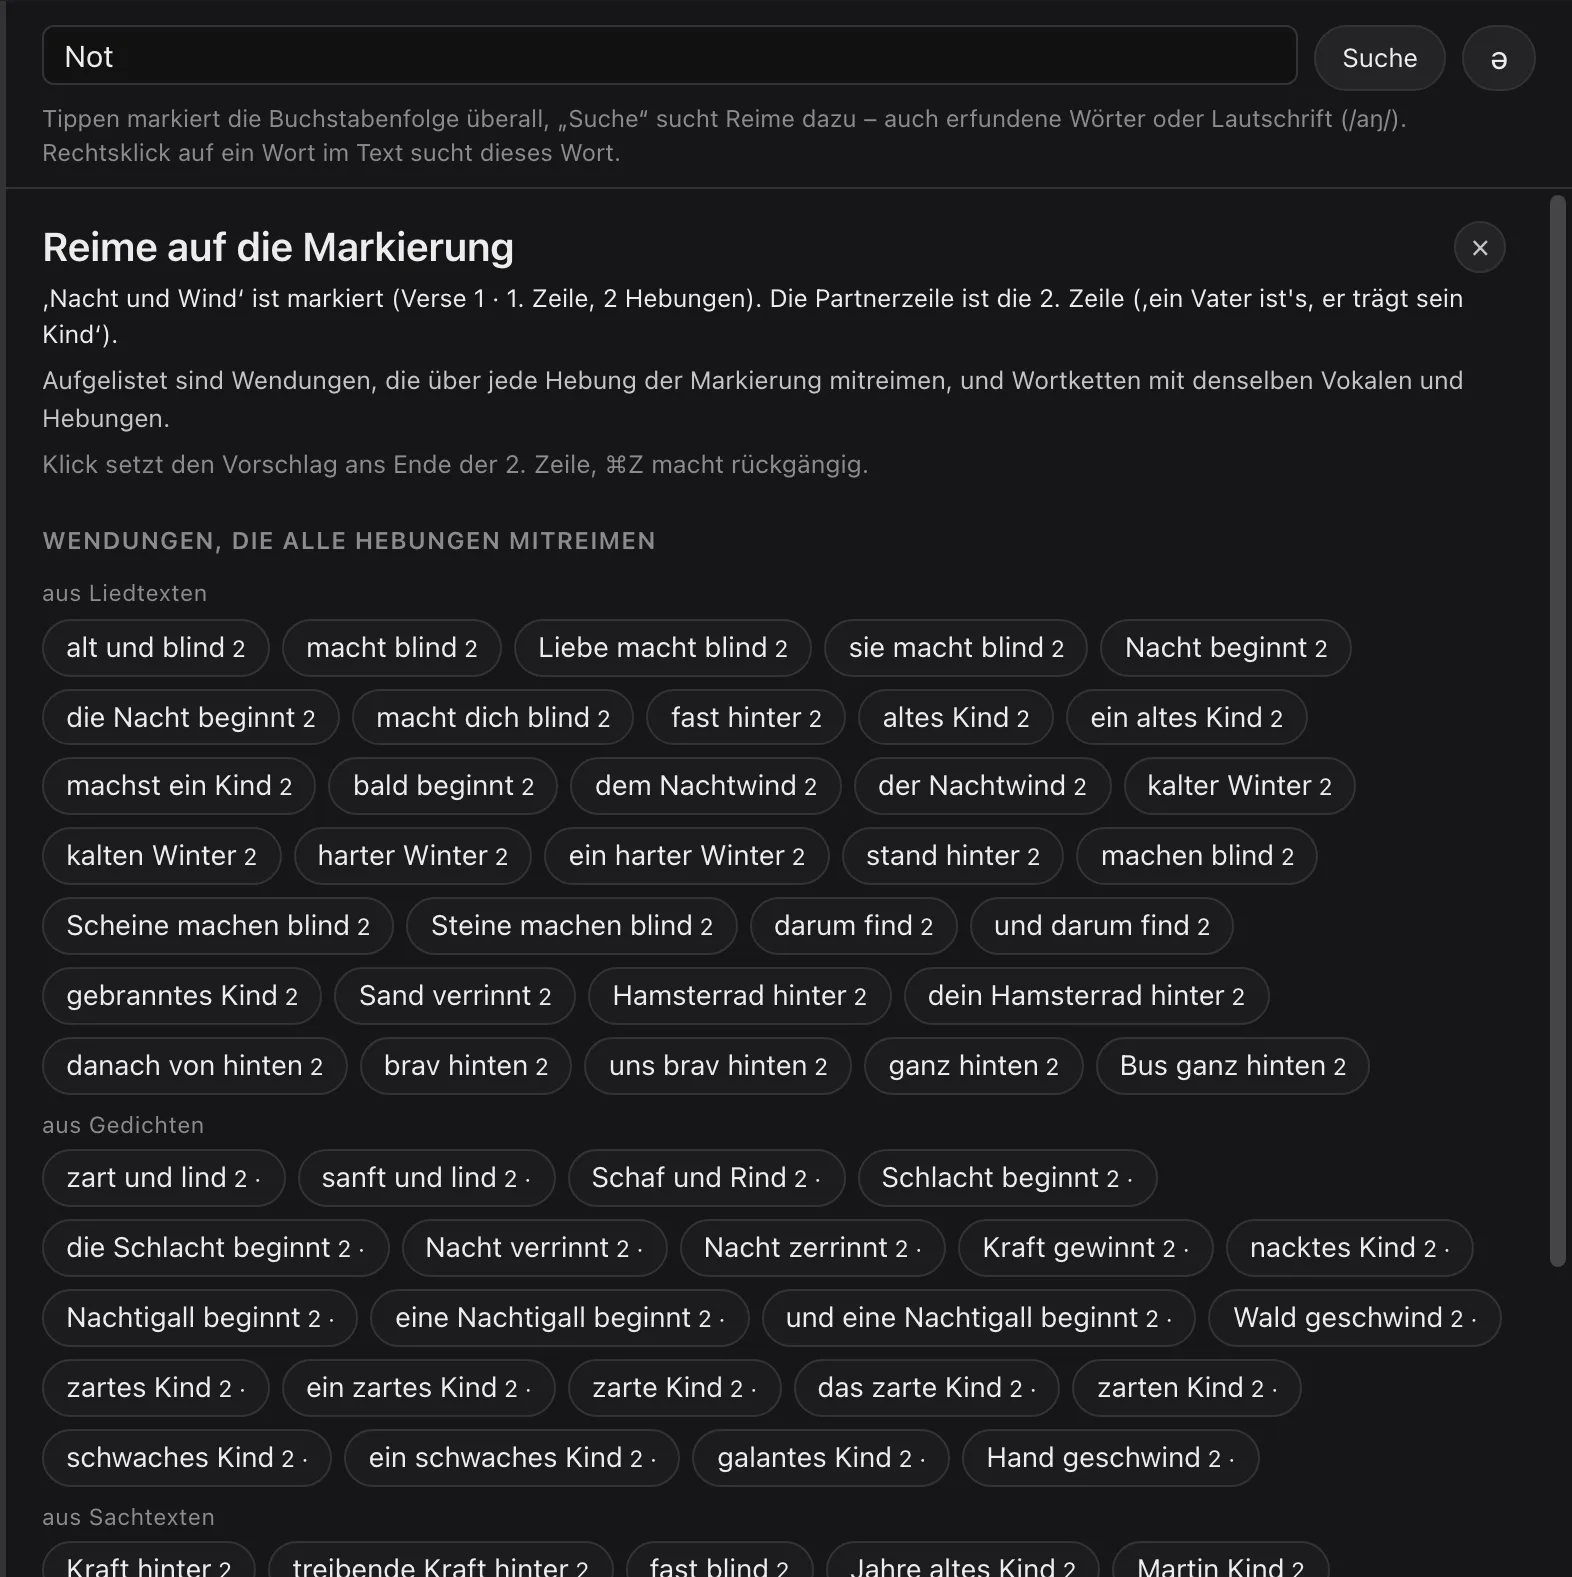 Not
Suche
ə
Tippen markiert die Buchstabenfolge überall, „Suche“ sucht Reime dazu – auch erfundene Wörter oder Lautschrift (/aŋ/).
Rechtsklick auf ein Wort im Text sucht dieses Wort.
Reime auf die Markierung
×
‚Nacht und Wind‘ ist markiert (Verse 1 · 1. Zeile, 2 Hebungen). Die Partnerzeile ist die 2. Zeile (‚ein Vater ist's, er trägt sein
Kind‘).
Aufgelistet sind Wendungen, die über jede Hebung der Markierung mitreimen, und Wortketten mit denselben Vokalen und
Hebungen.
Klick setzt den Vorschlag ans Ende der 2. Zeile, ⌘Z macht rückgängig.
WENDUNGEN, DIE ALLE HEBUNGEN MITREIMEN
aus Liedtexten
alt und blind 2 macht blind 2 Liebe macht blind 2 sie macht blind 2 Nacht beginnt 2
die Nacht beginnt 2 macht dich blind 2 fast hinter 2 altes Kind 2 ein altes Kind 2
machst ein Kind 2 bald beginnt 2 dem Nachtwind 2 der Nachtwind 2 kalter Winter 2
kalten Winter 2 harter Winter 2 ein harter Winter 2 stand hinter 2 machen blind 2
Scheine machen blind 2 Steine machen blind 2 darum find 2 und darum find 2
gebranntes Kind 2 Sand verrinnt 2 Hamsterrad hinter 2 dein Hamsterrad hinter 2
danach von hinten 2 brav hinten 2 uns brav hinten 2 ganz hinten 2 Bus ganz hinten 2
aus Gedichten
zart und lind 2 · sanft und lind 2 · Schaf und Rind 2 · Schlacht beginnt 2 ·
die Schlacht beginnt 2 · Nacht verrinnt 2 · Nacht zerrinnt 2 · Kraft gewinnt 2 · nacktes Kind 2 ·
Nachtigall beginnt 2 · eine Nachtigall beginnt 2 · und eine Nachtigall beginnt 2 · Wald geschwind 2 ·
zartes Kind 2 · ein zartes Kind 2 · zarte Kind 2 · das zarte Kind 2 · zarten Kind 2 ·
schwaches Kind 2 · ein schwaches Kind 2 · galantes Kind 2 · Hand geschwind 2 ·
aus Sachtexten
Kraft hinter 2 treibende Kraft hinter 2 fast blind 2 Jahre altes Kind 2 Martin Kind 2